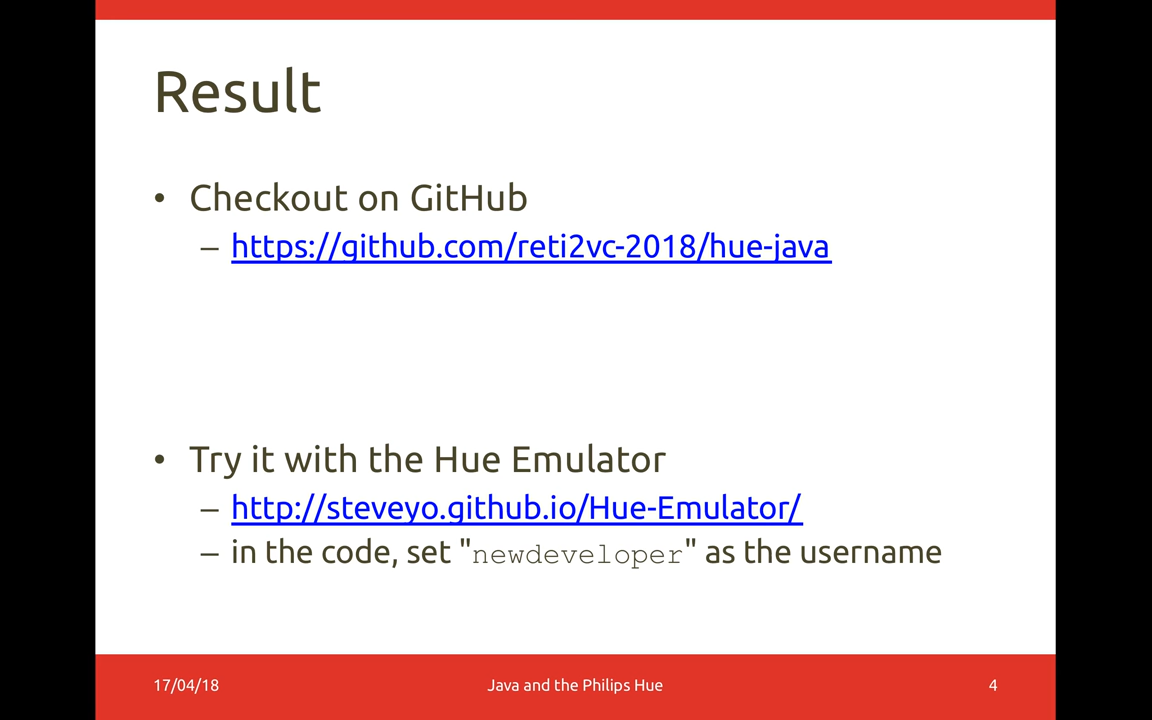 Result
• Checkout on GitHub
– https://github.com/reti2vc-2018/hue-java
• Try it with the Hue Emulator
– http://steveyo.github.io/Hue-Emulator/
– in the code, set "newdeveloper" as the username
17/04/18 Java and the Philips Hue 4